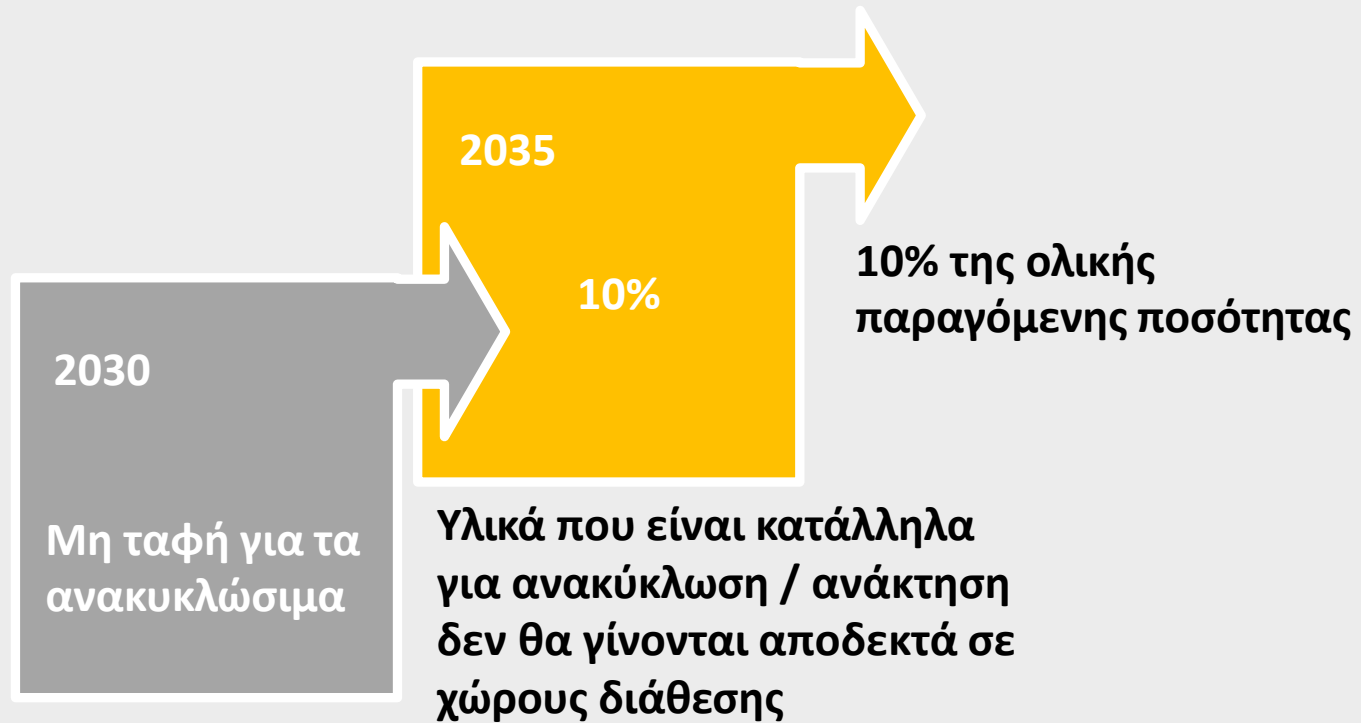 2030
Μη ταφή για τα
ανακυκλώσιμα
Υλικά που είναι κατάλληλα
για ανακύκλωση / ανάκτηση
δεν θα γίνονται αποδεκτά σε
χώρους διάθεσης
2035
10%
10% της ολικής
παραγόμενης ποσότητας